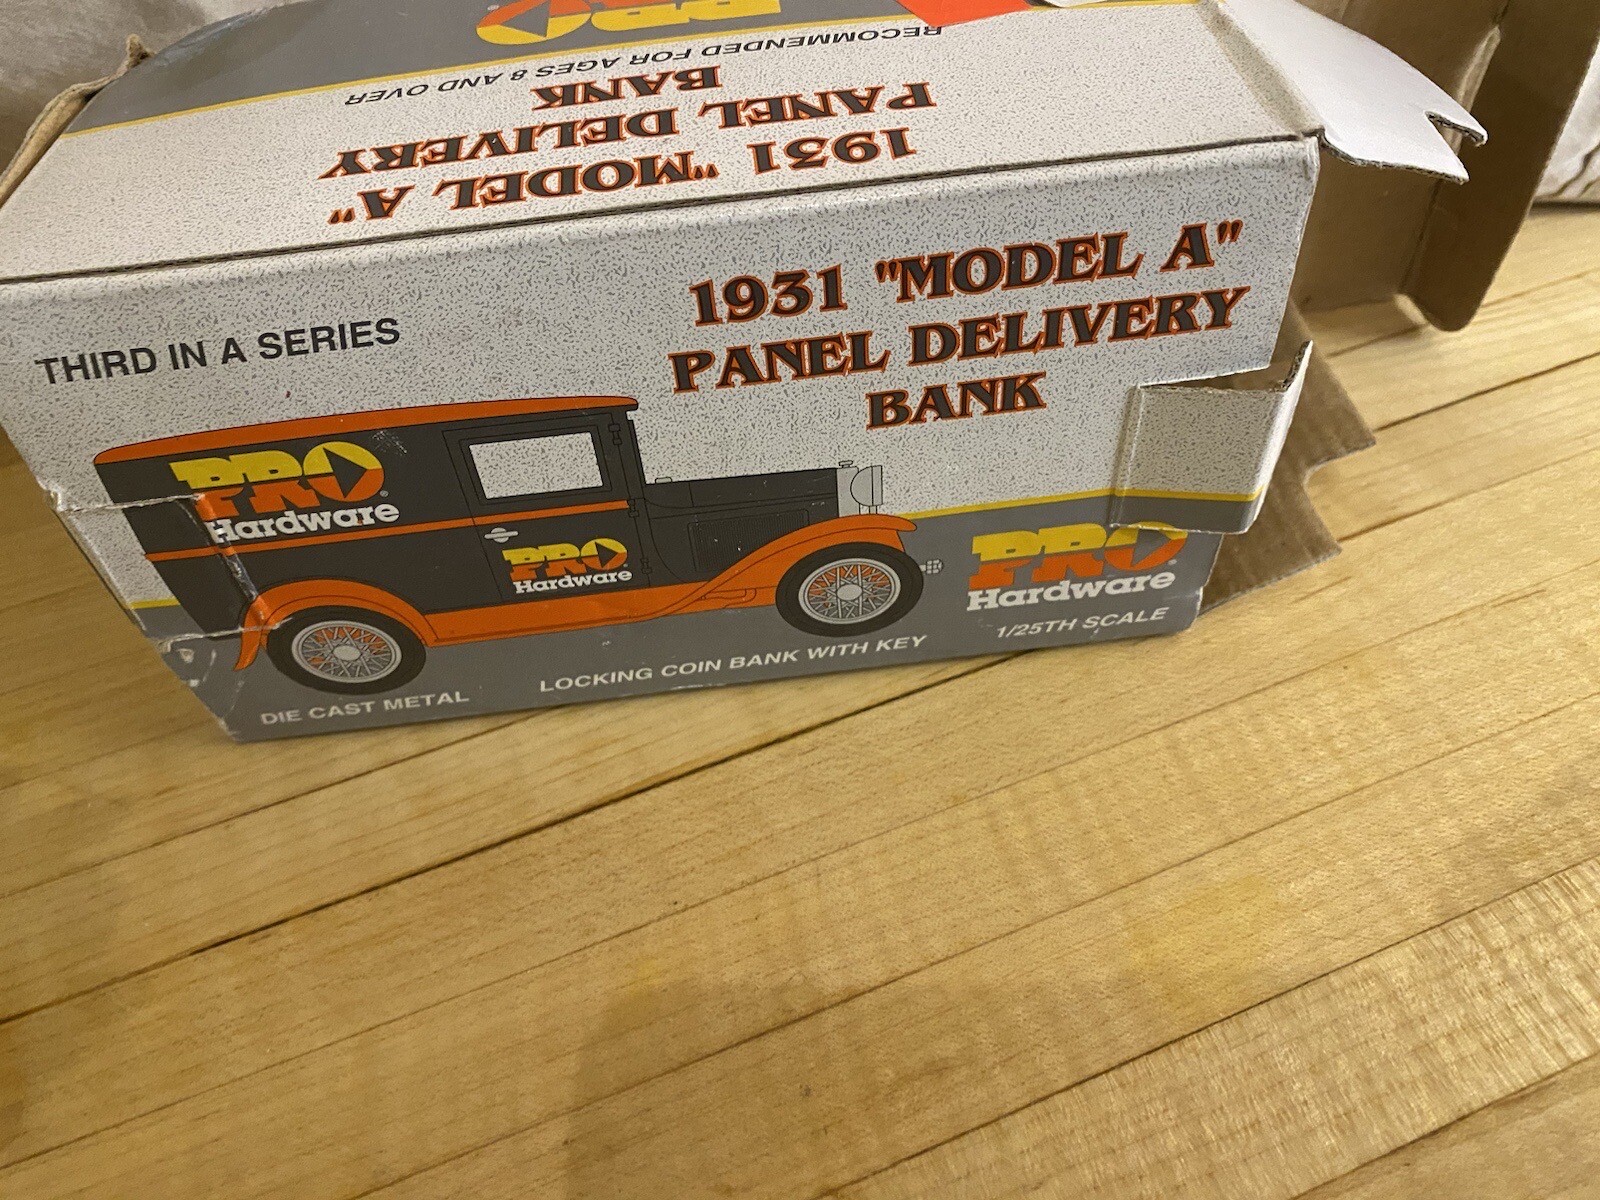 PRO
RECOMMENDED FOR AGES 8 AND OVER
1931 "MODEL A"
PANEL DELIVERY
BANK
THIRD IN A SERIES
1931 "MODEL A"
PANEL DELIVERY
BANK
PRO
Hardware
PRO
Hardware
PRO
Hardware
DIE CAST METAL
LOCKING COIN BANK WITH KEY
1/25TH SCALE